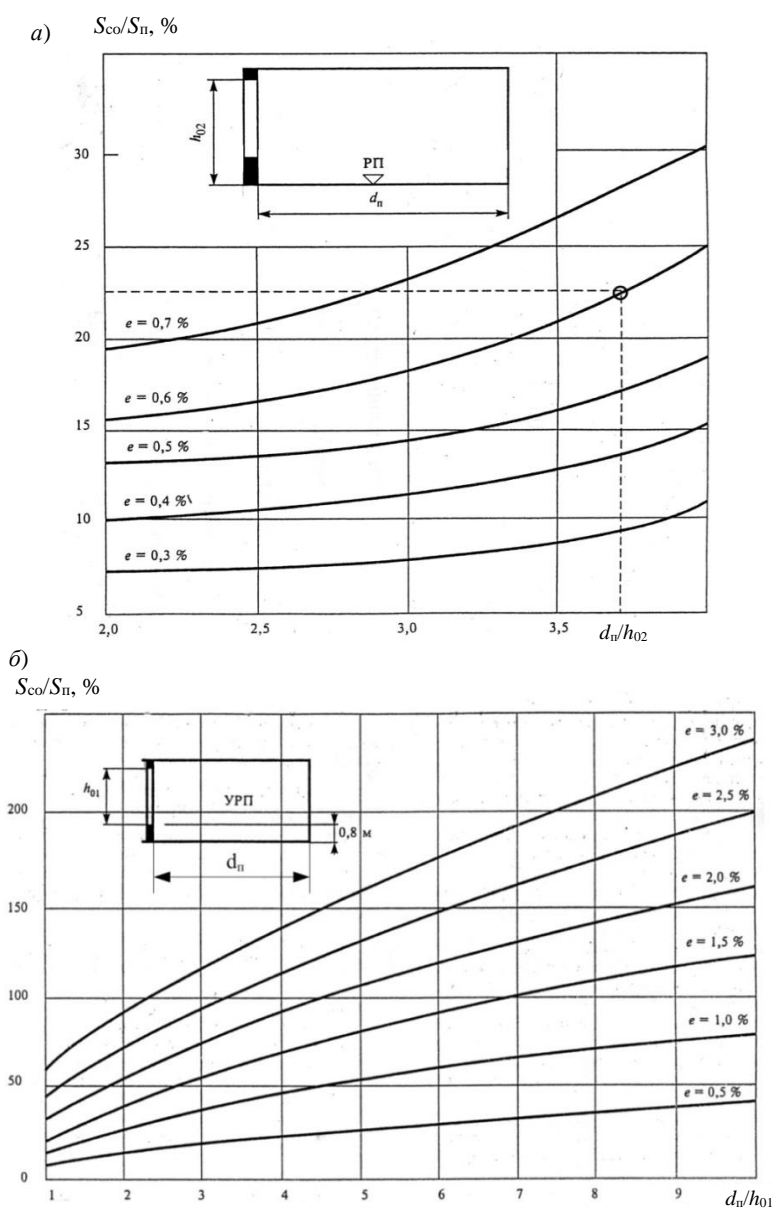 а) Sсо/Sп, %
h02
РП
dп
30
25
20
15
10
5
e = 0,7 %
e = 0,6 %
e = 0,5 %
e = 0,4 %\
e = 0,3 %
2,0 2,5 3,0 3,5 dп/h02
б)
Sсо/Sп, %
h01
УРП
0,8 м
dп
200
150
100
50
0
e = 3,0 %
e = 2,5 %
e = 2,0 %
e = 1,5 %
e = 1,0 %
e = 0,5 %
1 2 3 4 5 6 7 8 9 dп/h01